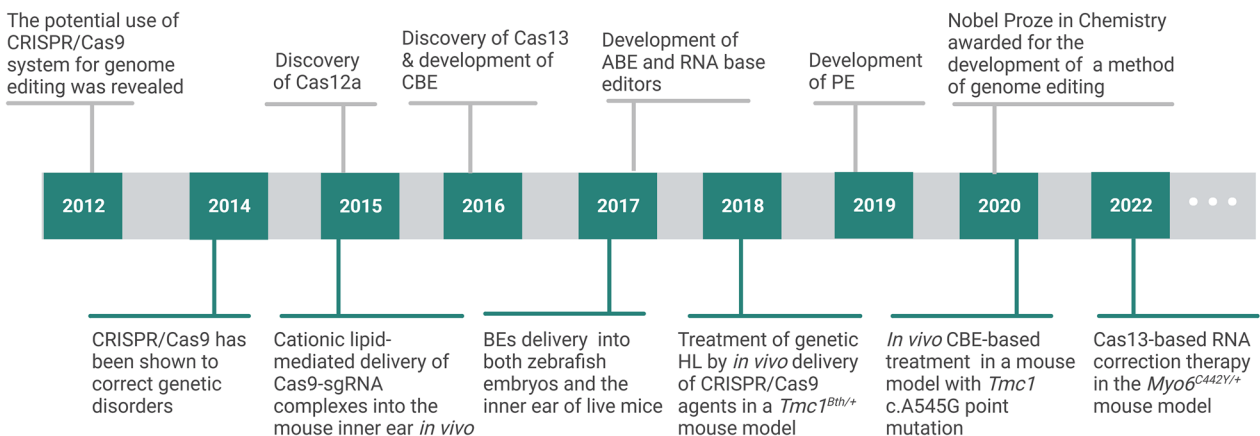 The potential use of
CRISPR/Cas9
system for genome
editing was revealed
Discovery
of Cas12a
Discovery of Cas13
& development of
CBE
Development of
ABE and RNA base
editors
Development
of PE
Nobel Proze in Chemistry
awarded for the
development of a method
of genome editing
2012
2014
2015
2016
2017
2018
2019
2020
2022
CRISPR/Cas9 has
been shown to
correct genetic
disorders
Cationic lipid-
mediated delivery of
Cas9-sgRNA
complexes into the
mouse inner ear in vivo
BEs delivery into
both zebrafish
embryos and the
inner ear of live mice
Treatment of genetic
HL by in vivo delivery
of CRISPR/Cas9
agents in a Tmc1Bth/+
mouse model
In vivo CBE-based
treatment in a mouse
model with Tmc1
c.A545G point
mutation
Cas13-based RNA
correction therapy
in the Myo6C442Y/+
mouse model